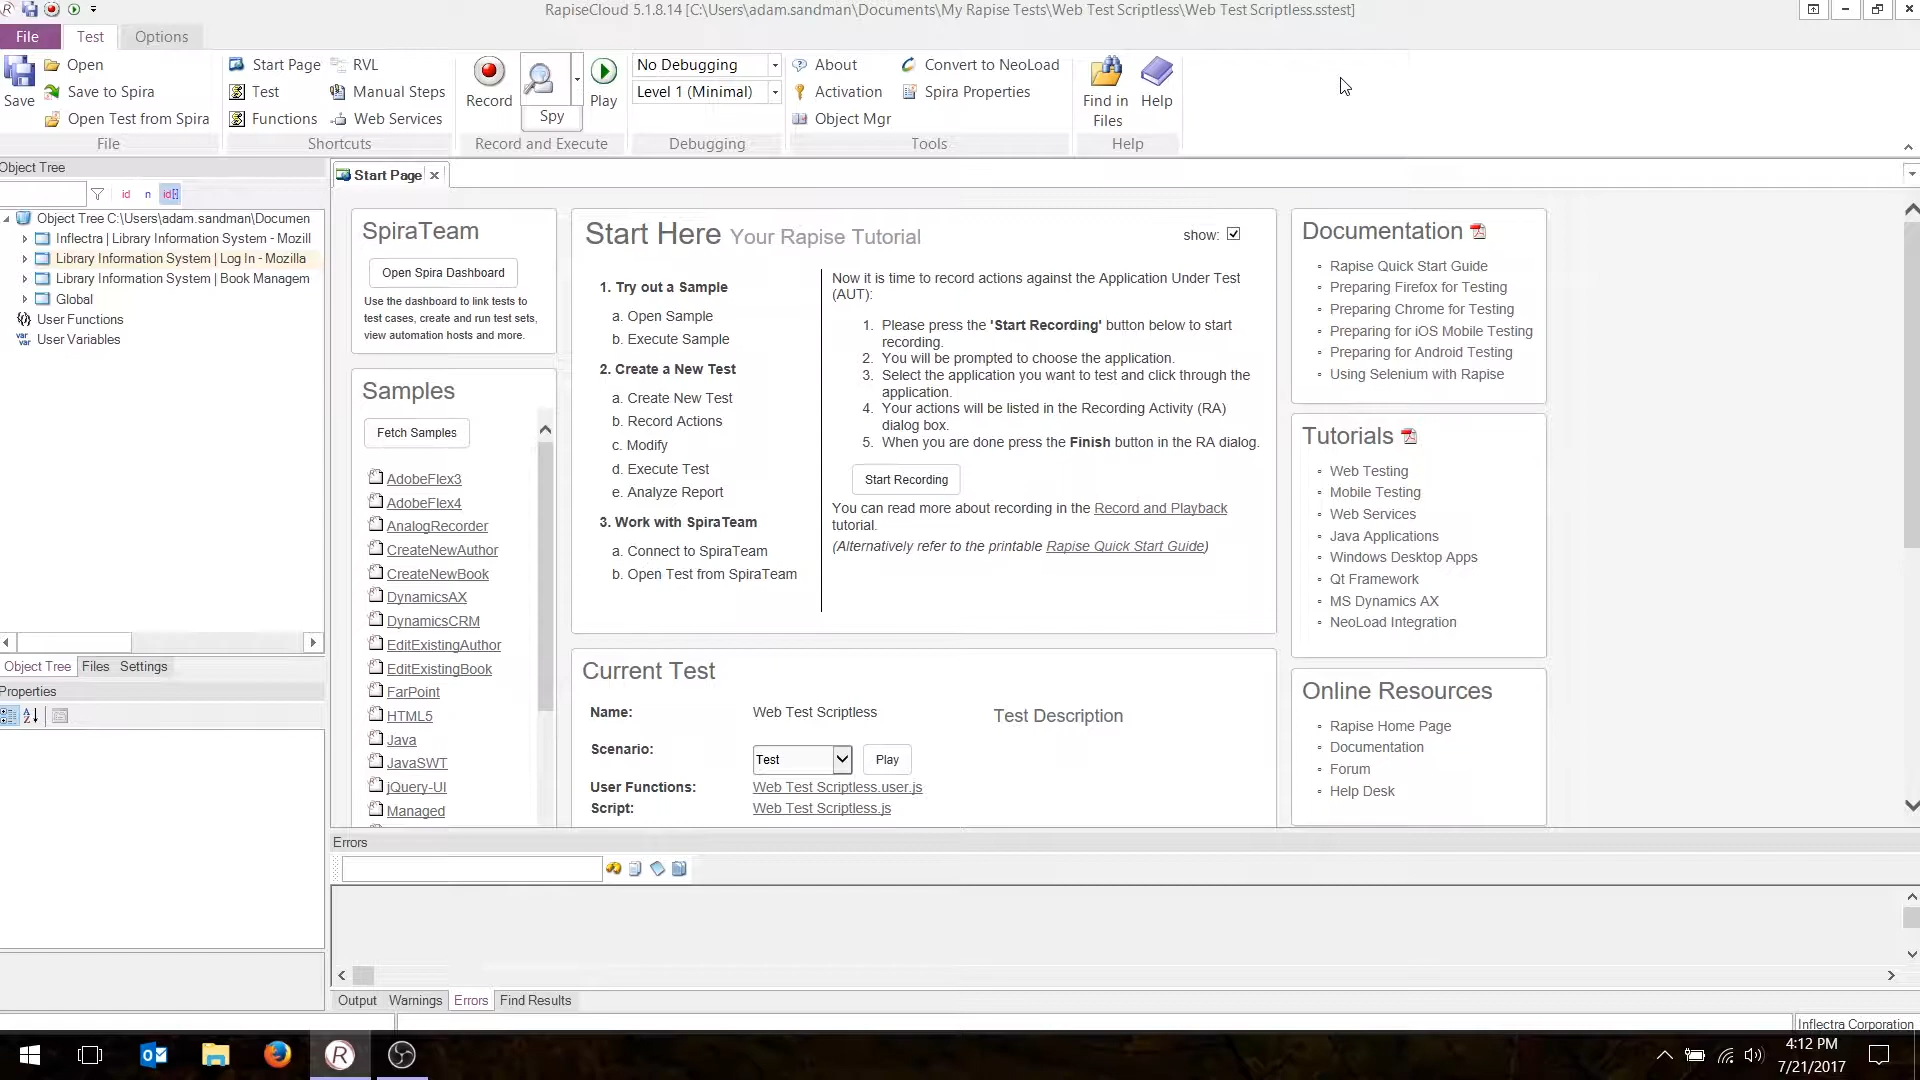 RapiseCloud 5.1.8.14 [C:\Users\adam.sandman\Documents\My Rapise Tests\Web Test Scriptless\Web Test Scriptless.sstest]
File Test Options
Save
Open
Save to Spira
Open Test from Spira
File
Start Page
Test
Functions
RVL
Manual Steps
Web Services
Shortcuts
Record
Spy
Play
Record and Execute
No Debugging
Level 1 (Minimal)
Debugging
About
Activation
Object Mgr
Convert to NeoLoad
Spira Properties
Tools
Find in
Files
Help
Help
Object Tree
id n id
Object Tree C:\Users\adam.sandman\Documen
Inflectra | Library Information System - Mozill
Library Information System | Log In - Mozilla
Library Information System | Book Managem
Global
User Functions
var
var User Variables
Object Tree Files Settings
Properties
Start Page
SpiraTeam
Open Spira Dashboard
Use the dashboard to link tests to
test cases, create and run test sets,
view automation hosts and more.
Samples
Fetch Samples
AdobeFlex3
AdobeFlex4
AnalogRecorder
CreateNewAuthor
CreateNewBook
DynamicsAX
DynamicsCRM
EditExistingAuthor
EditExistingBook
FarPoint
HTML5
Java
JavaSWT
jQuery-UI
Managed
Start Here Your Rapise Tutorial
show:
1. Try out a Sample
a. Open Sample
b. Execute Sample
2. Create a New Test
a. Create New Test
b. Record Actions
c. Modify
d. Execute Test
e. Analyze Report
3. Work with SpiraTeam
a. Connect to SpiraTeam
b. Open Test from SpiraTeam
Now it is time to record actions against the Application Under Test
(AUT):
1. Please press the 'Start Recording' button below to start
recording.
2. You will be prompted to choose the application.
3. Select the application you want to test and click through the
application.
4. Your actions will be listed in the Recording Activity (RA)
dialog box.
5. When you are done press the Finish button in the RA dialog.
Start Recording
You can read more about recording in the Record and Playback
tutorial.
(Alternatively refer to the printable Rapise Quick Start Guide)
Current Test
Name: Web Test Scriptless
Test Description
Scenario: Test Play
User Functions: Web Test Scriptless.user.js
Script: Web Test Scriptless.js
Documentation
Rapise Quick Start Guide
Preparing Firefox for Testing
Preparing Chrome for Testing
Preparing for iOS Mobile Testing
Preparing for Android Testing
Using Selenium with Rapise
Tutorials
Web Testing
Mobile Testing
Web Services
Java Applications
Windows Desktop Apps
Qt Framework
MS Dynamics AX
NeoLoad Integration
Online Resources
Rapise Home Page
Documentation
Forum
Help Desk
Errors
Output Warnings Errors Find Results
Inflectra Corporation
4:12 PM
7/21/2017